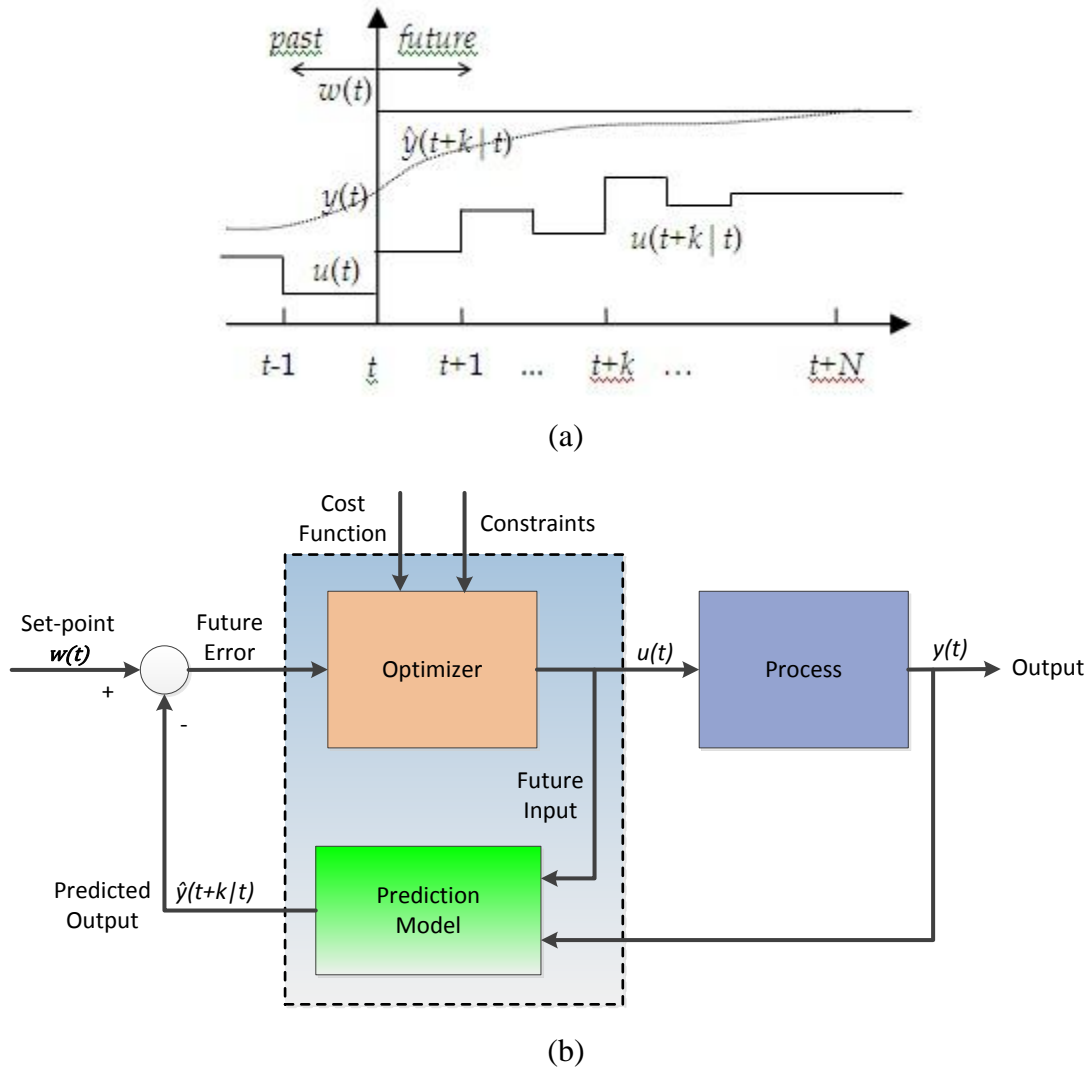 past future
w(t)
ŷ(t+k | t)
y(t)
u(t+k | t)
u(t)
t-1 t t+1 ... t+k ... t+N
(a)
Cost
Function
Constraints
Set-point
w(t)
+
-
Future
Error
Optimizer
u(t)
Process
y(t)
Output
Future
Input
Predicted
Output
ŷ(t+k|t)
Prediction
Model
(b)